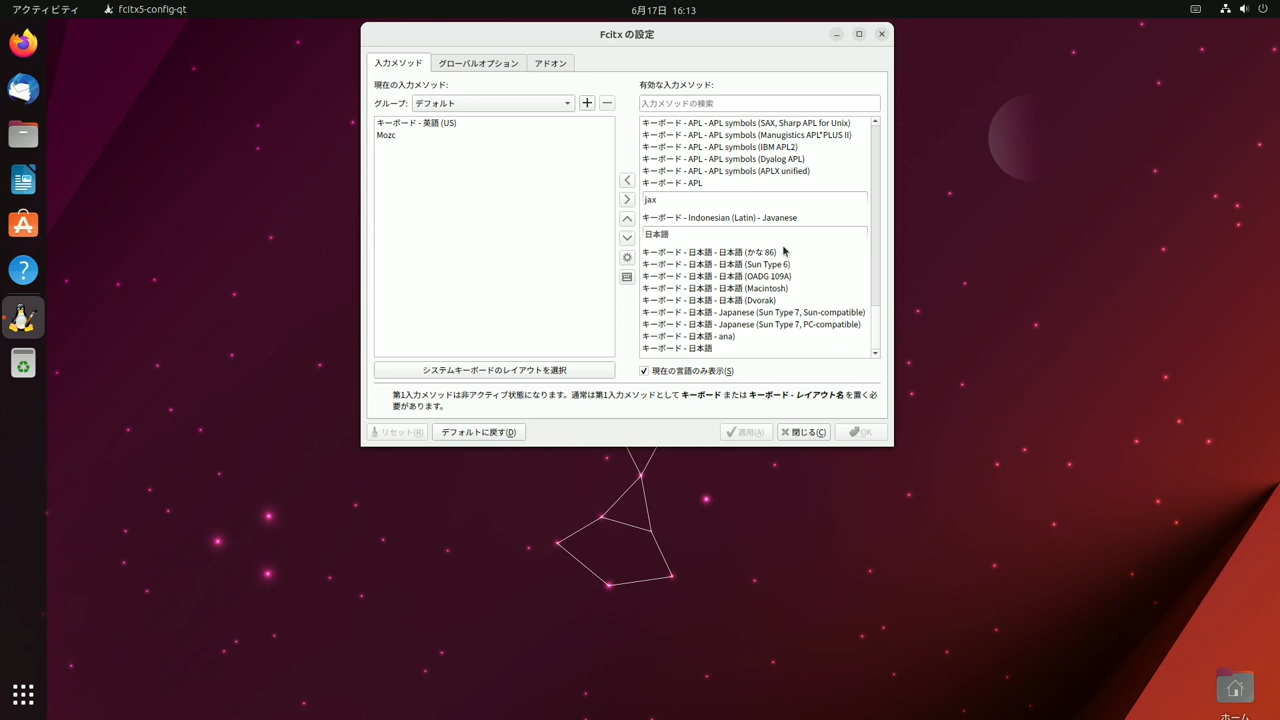 アクティビティ
fcitx5-config-qt
6月17日 16:13
Fcitx の設定
入力メソッド
グローバルオプション
アドオン
現在の入力メソッド:
グループ:
デフォルト
キーボード - 英語 (US)
Mozc
システムキーボードのレイアウトを選択
有効な入力メソッド:
入力メソッドの検索
キーボード - APL - APL symbols (SAX, Sharp APL for Unix)
キーボード - APL - APL symbols (Manugistics APL*PLUS II)
キーボード - APL - APL symbols (IBM APL2)
キーボード - APL - APL symbols (Dyalog APL)
キーボード - APL - APL symbols (APLX unified)
キーボード - APL
jax
キーボード - Indonesian (Latin) - Javanese
日本語
キーボード - 日本語 - 日本語 (かな 86)
キーボード - 日本語 - 日本語 (Sun Type 6)
キーボード - 日本語 - 日本語 (OADG 109A)
キーボード - 日本語 - 日本語 (Macintosh)
キーボード - 日本語 - 日本語 (Dvorak)
キーボード - 日本語 - Japanese (Sun Type 7, Sun-compatible)
キーボード - 日本語 - Japanese (Sun Type 7, PC-compatible)
キーボード - 日本語 - ana)
キーボード - 日本語
現在の言語のみ表示(S)
第1入力メソッドは非アクティブ状態になります。通常は第1入力メソッドとして キーボード または キーボード - レイアウト名 を置く必
要があります。
リセット(R)
デフォルトに戻す(D)
適用(A)
閉じる(C)
OK
ホーム